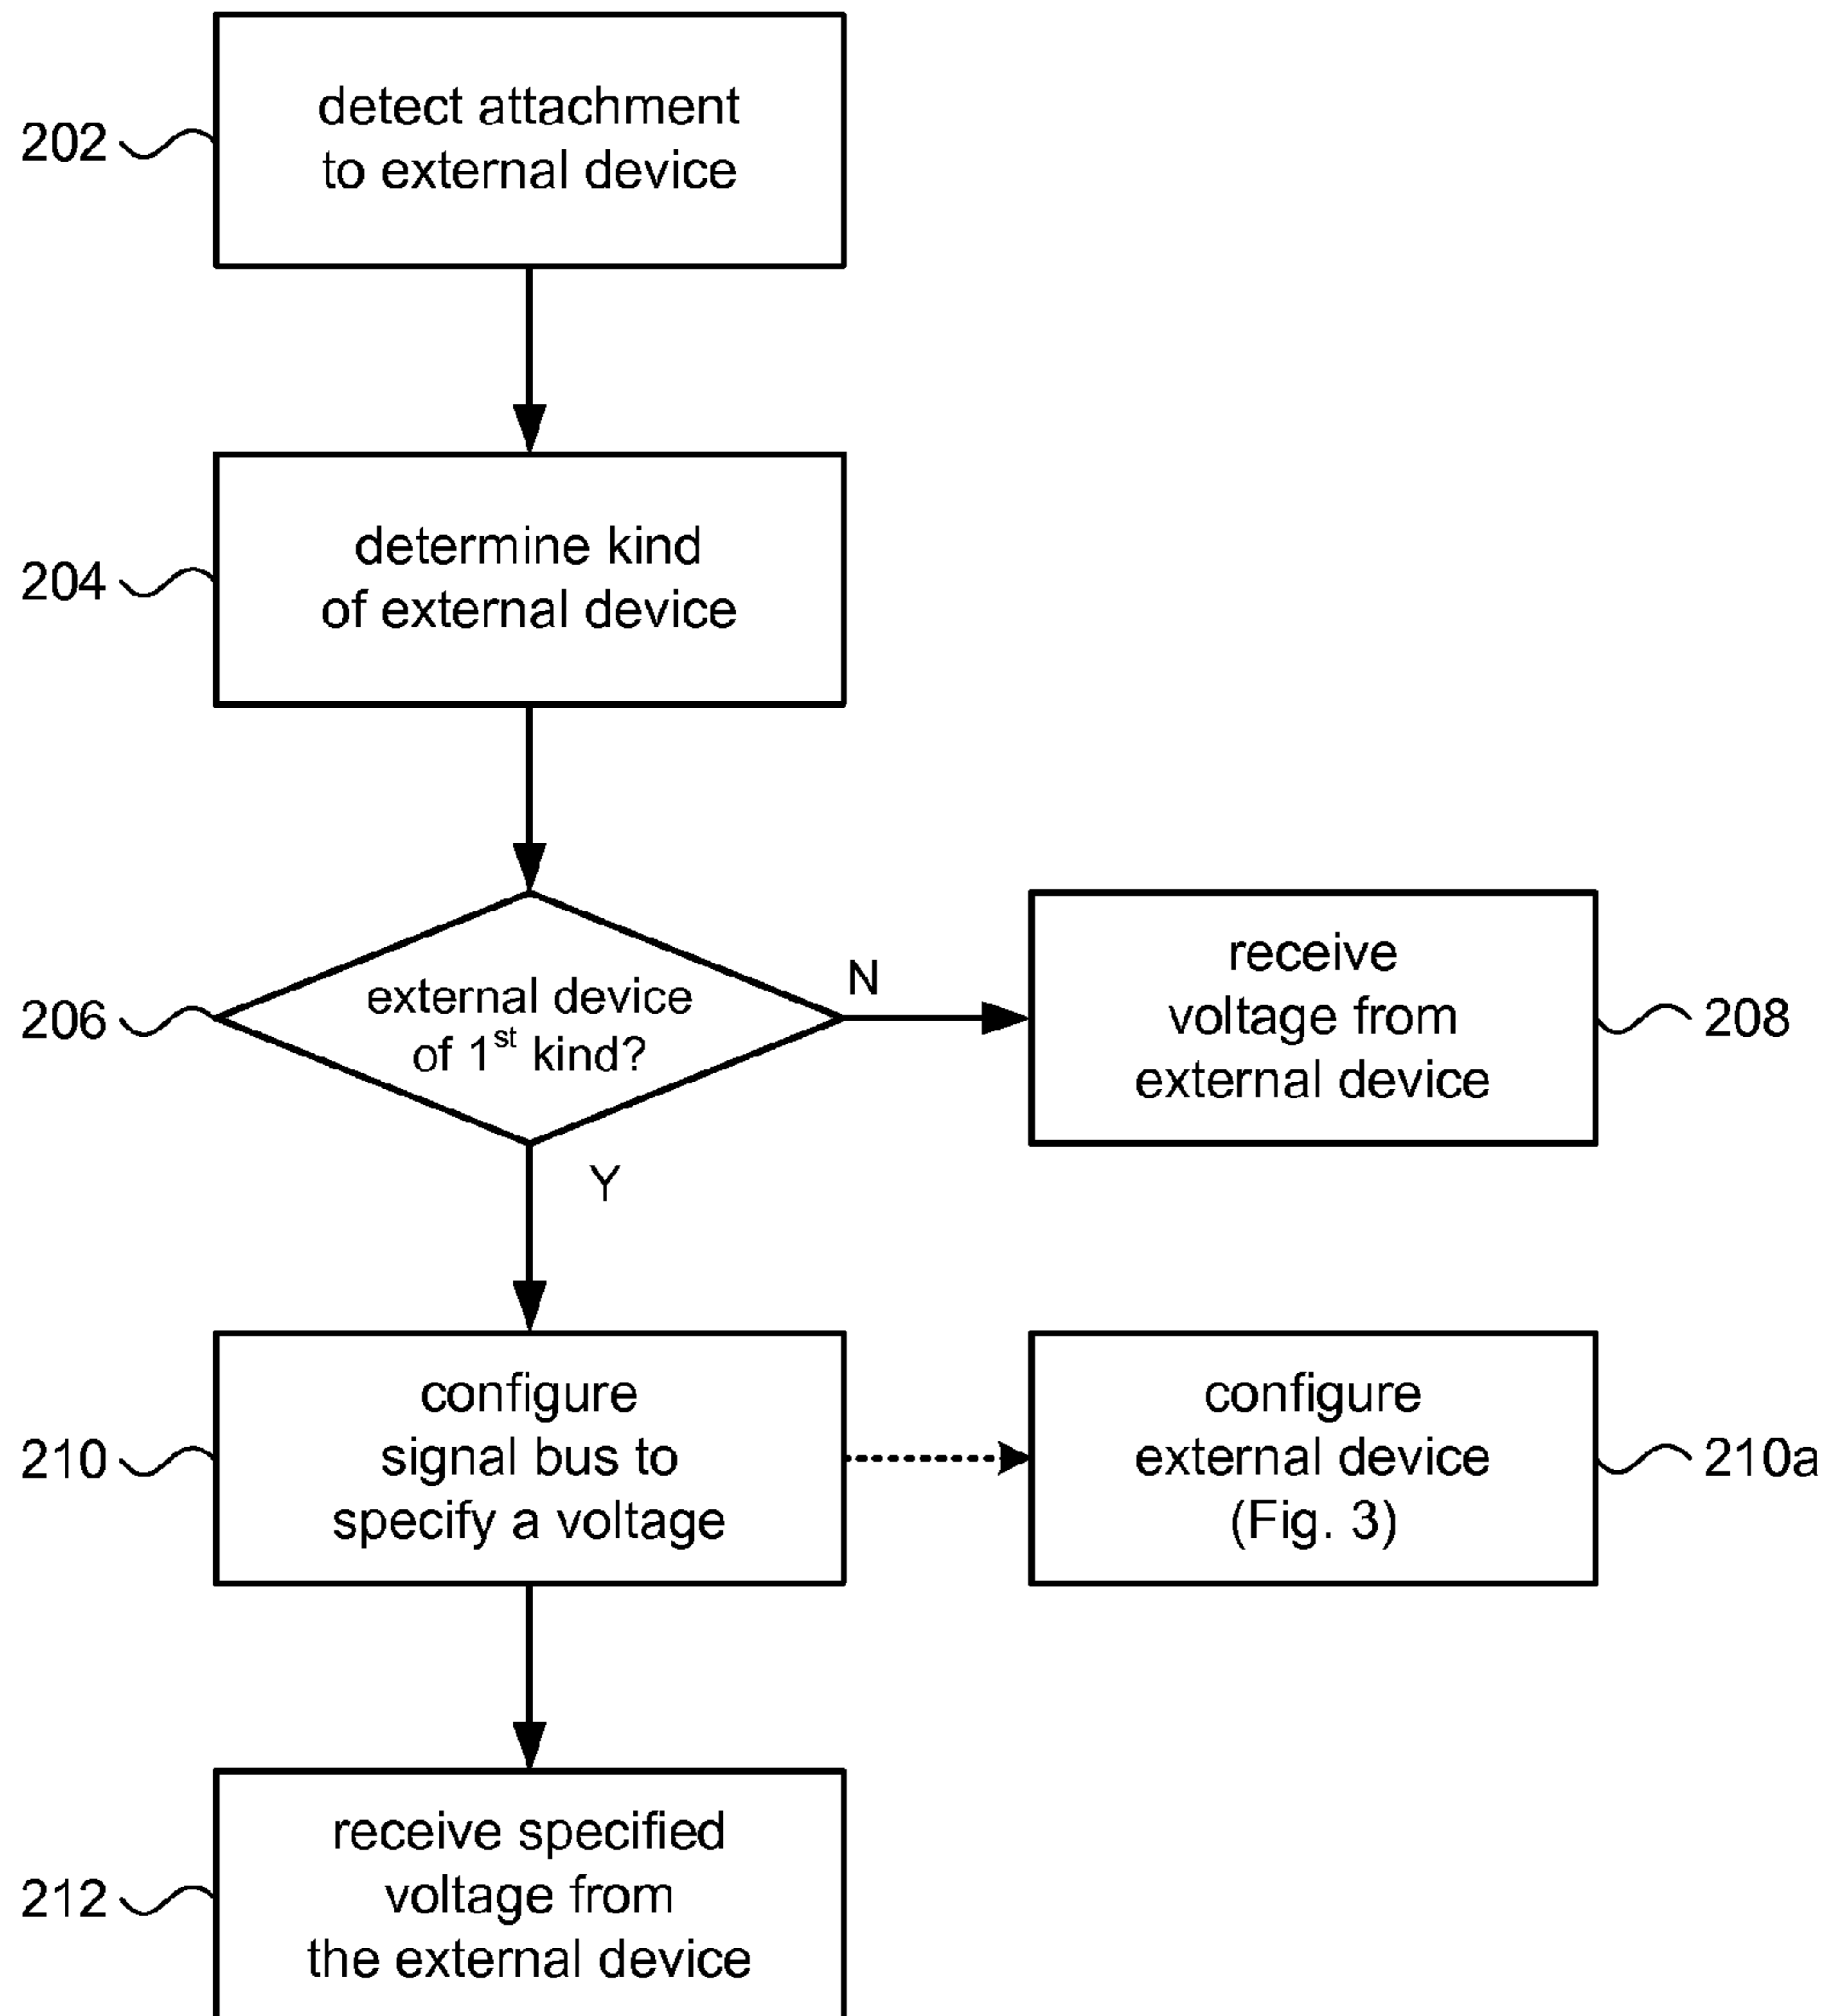 detect attachment
to external device
202
determine kind
of external device
204
external device
of 1st kind?
206
N
receive
voltage from
external device
208
Y
configure
signal bus to
specify a voltage
210
configure
external device
(Fig. 3)
210a
receive specified
voltage from
the external device
212